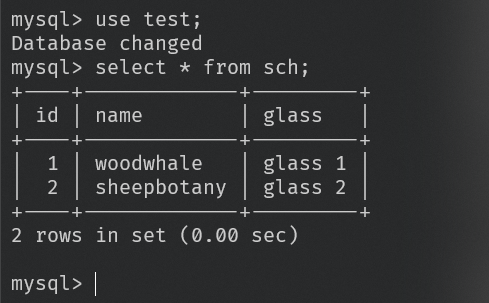 mysql> use test;
Database changed
mysql> select * from sch;
+----+------------+---------+
| id | name       | glass   |
+----+------------+---------+
|  1 | woodwhale  | glass 1 |
|  2 | sheepbotany | glass 2 |
+----+------------+---------+
2 rows in set (0.00 sec)
mysql>